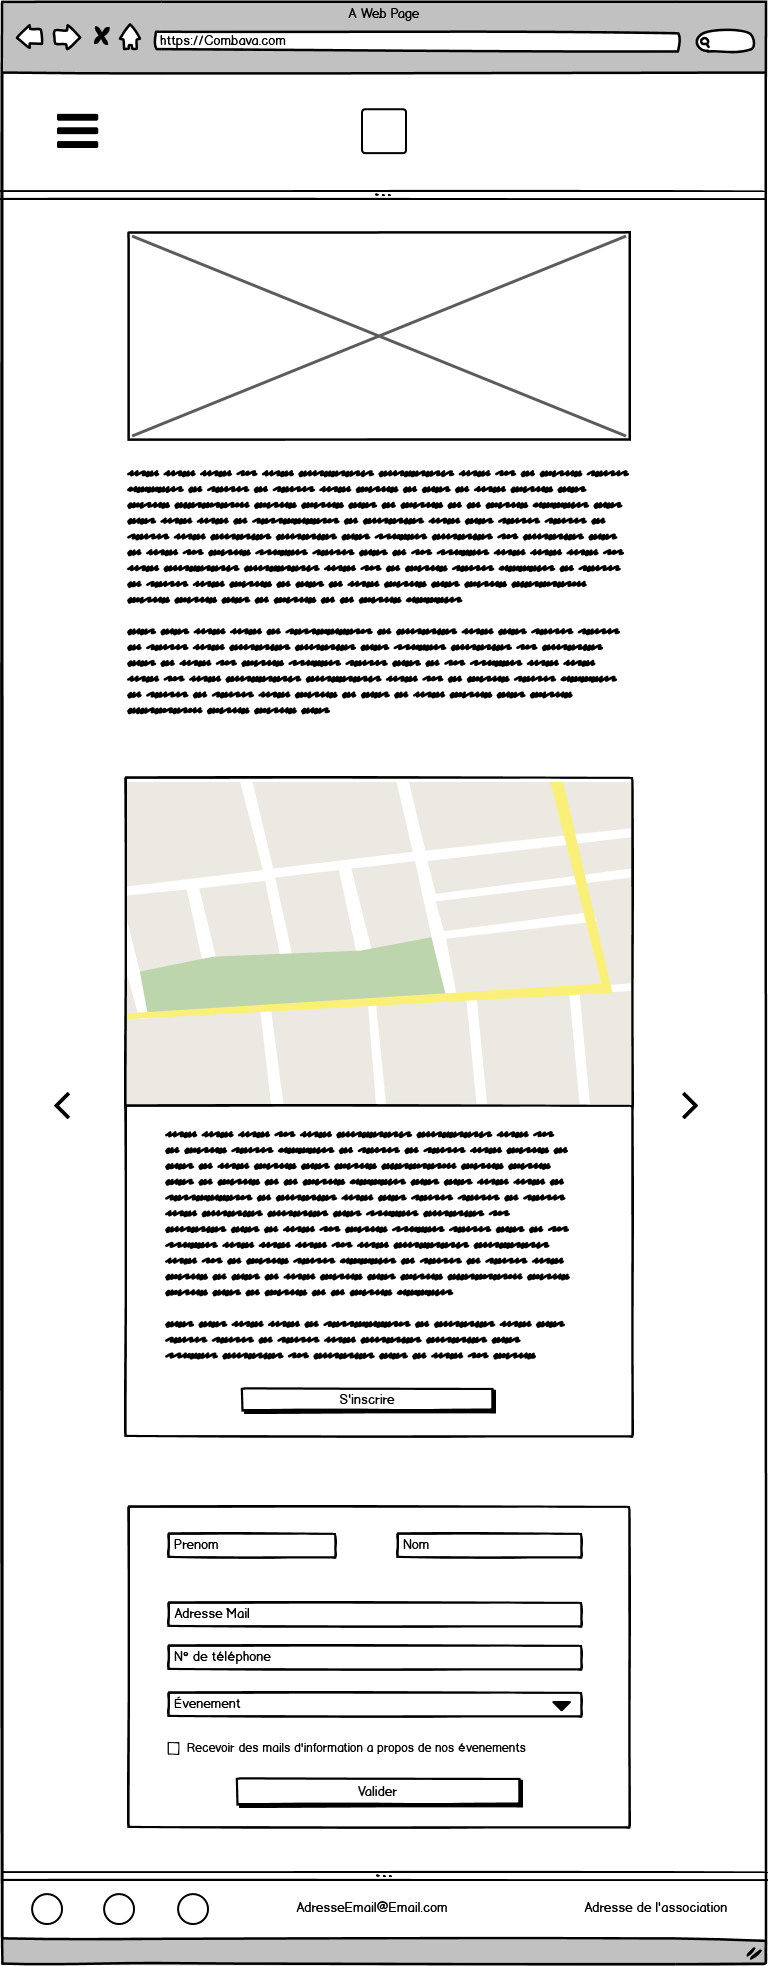 A Web Page
https://Combava.com
S'inscrire
Prenom
Nom
Adresse Mail
N° de téléphone
Évenement
Recevoir des mails d'information a propos de nos évenements
Valider
AdresseEmail@Email.com
Adresse de l'association